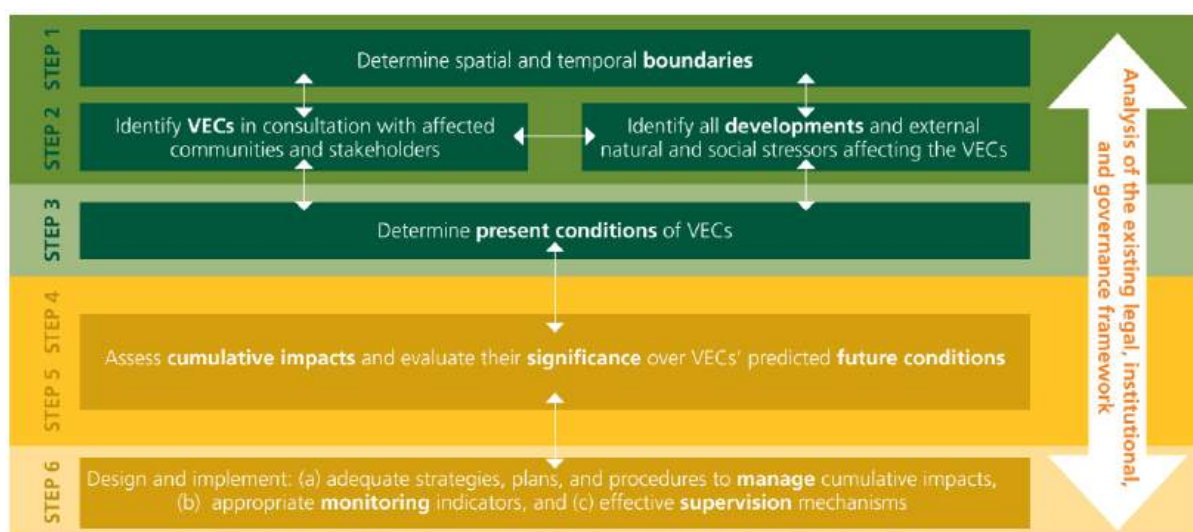 STEP 1
Determine spatial and temporal boundaries
STEP 2
Identify VECs in consultation with affected
communities and stakeholders
Identify all developments and external
natural and social stressors affecting the VECs
STEP 3
Determine present conditions of VECs
STEP 4
STEP 5
Assess cumulative impacts and evaluate their significance over VECs' predicted future conditions
STEP 6
Design and implement: (a) adequate strategies, plans, and procedures to manage cumulative impacts,
(b) appropriate monitoring indicators, and (c) effective supervision mechanisms
Analysis of the existing legal, institutional,
and governance framework